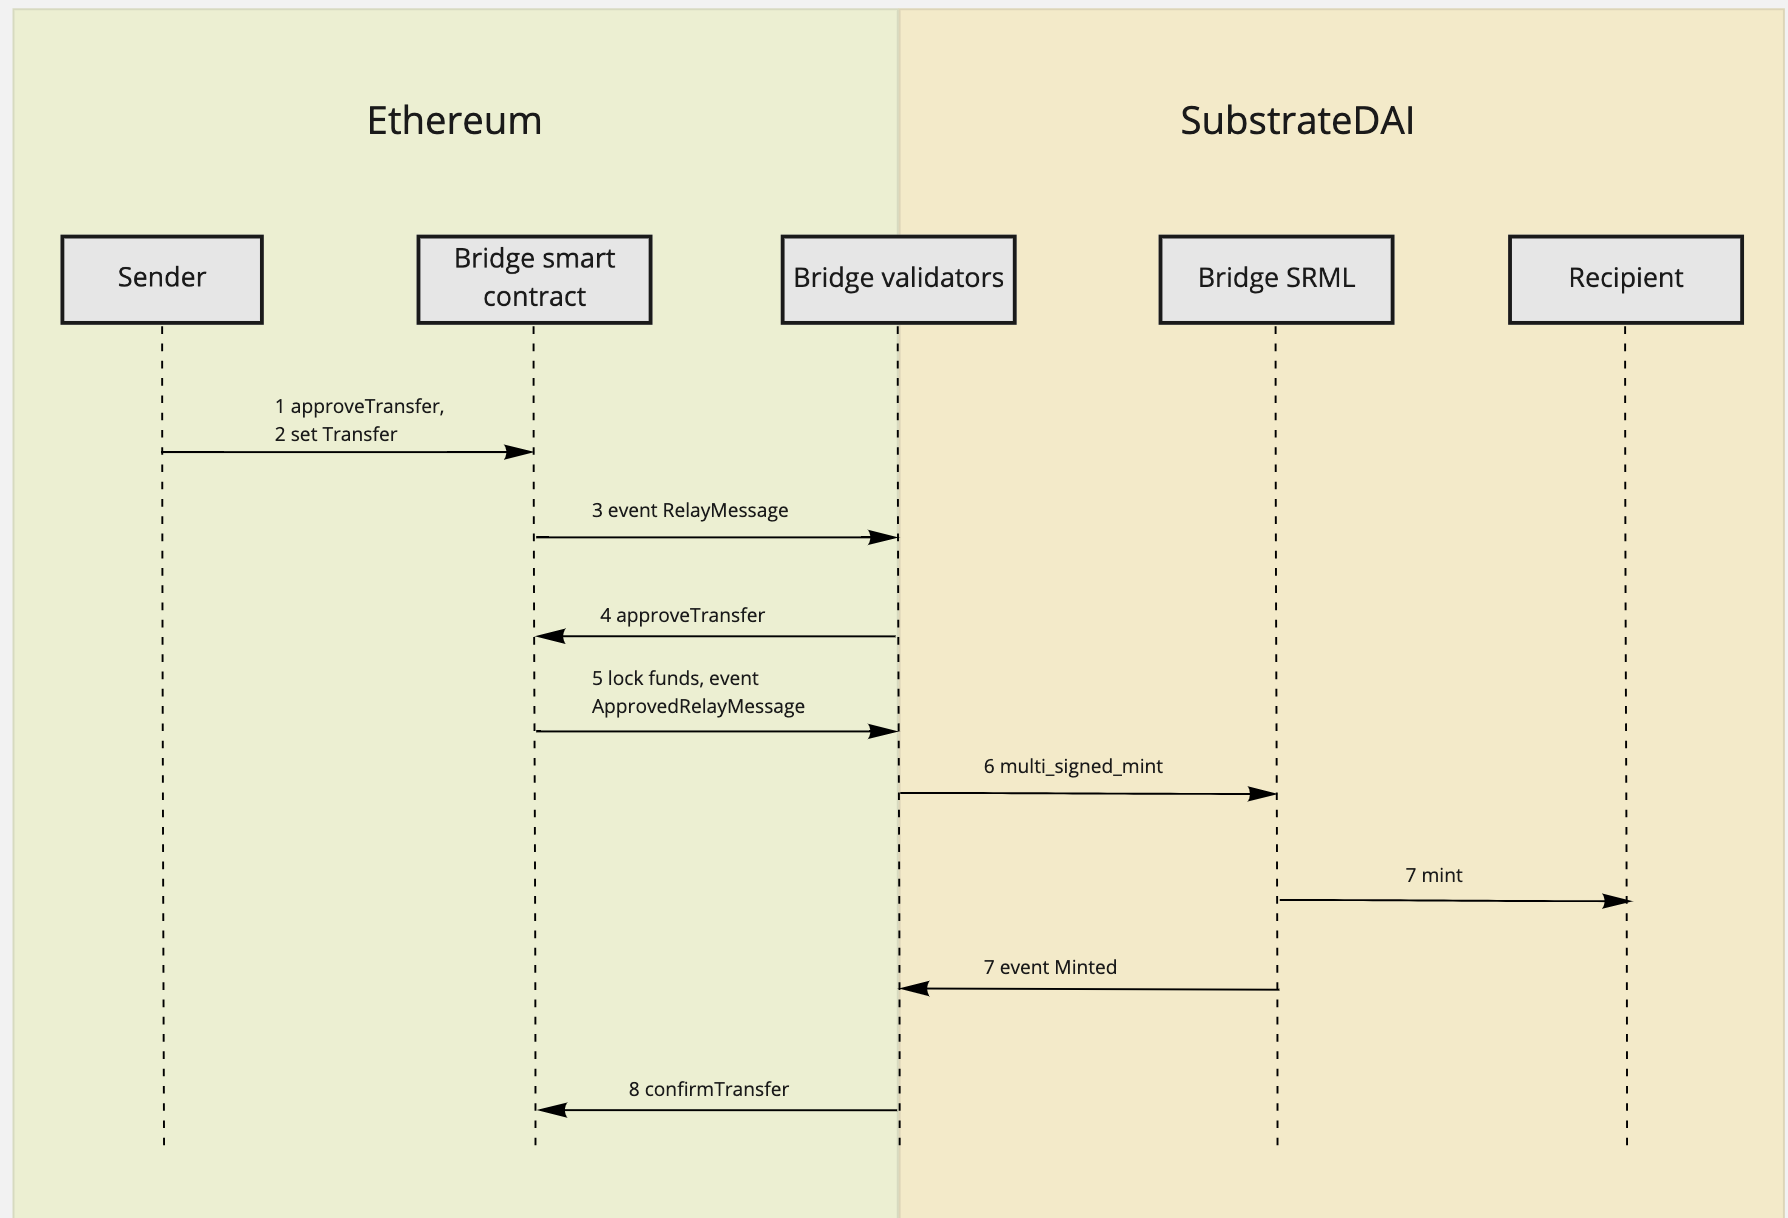 Ethereum
SubstrateDAI
Sender
Bridge smart
contract
Bridge validators
Bridge SRML
Recipient
1 approveTransfer,
2 set Transfer
3 event RelayMessage
4 approveTransfer
5 lock funds, event
ApprovedRelayMessage
6 multi_signed_mint
7 mint
7 event Minted
8 confirmTransfer